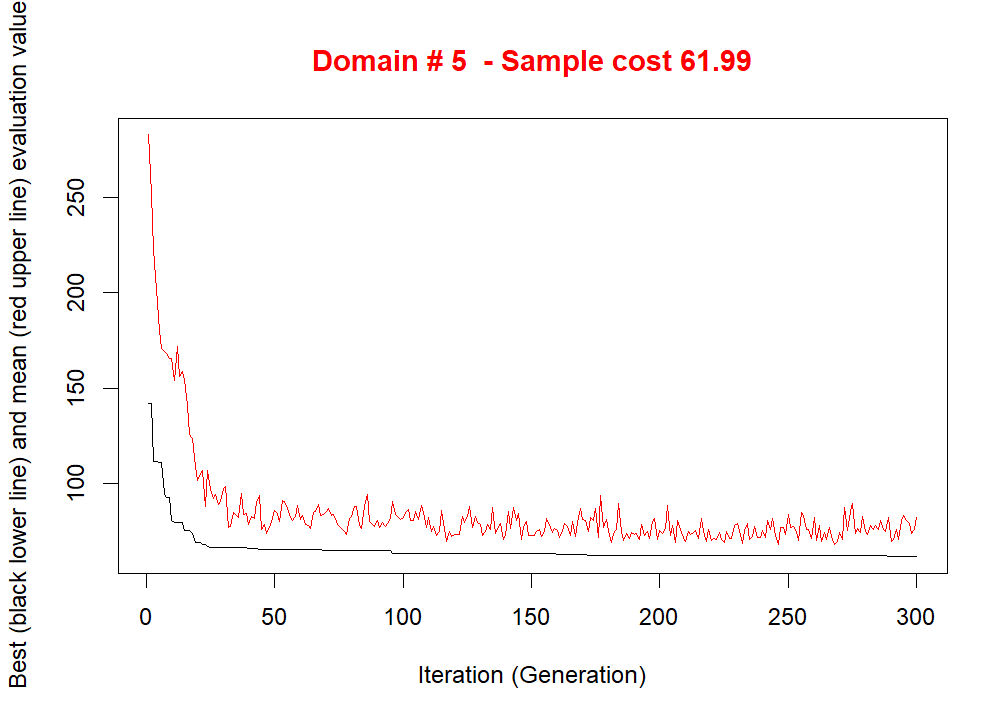 Domain # 5  - Sample cost 61.99
Best (black lower line) and mean (red upper line) evaluation value
250
200
150
100
0 50 100 150 200 250 300
Iteration (Generation)